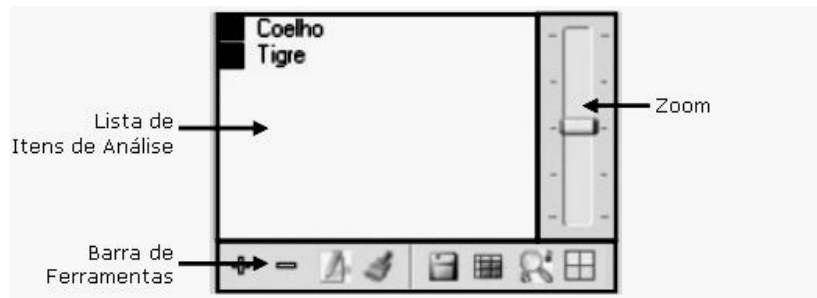 Coelho
Tigre
Zoom
Lista de
Itens de Análise
Barra de
Ferramentas